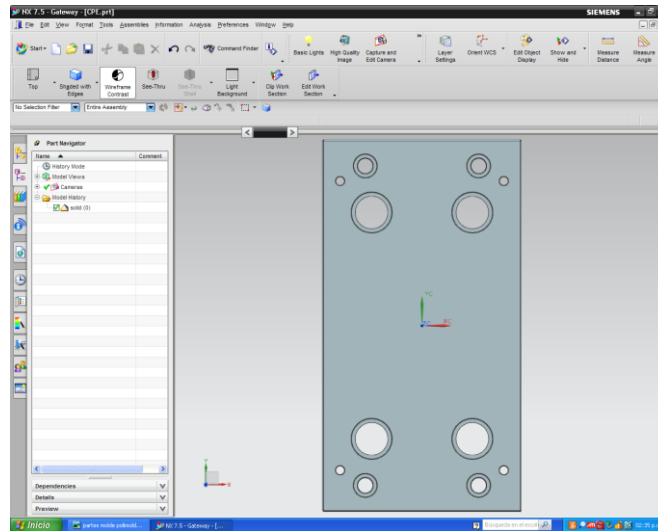 NX 7.5 - Gateway - [CPE.prt]
SIEMENS
File Edit View Format Tools Assemblies Information Analysis Preferences Window Help
Start
Command Finder
Basic Lights
High Quality Image
Capture and Edit Camera
Layer Settings
Orient WCS
Edit Object Display
Show and Hide
Measure Distance
Measure Angle
Top
Shaded with Edges
Wireframe Contrast
See-Thru
See-Thru Shell
Light Background
Clip Work Section
Edit Work Section
No Selection Filter
Entire Assembly
Part Navigator
Name
Comment
History Mode
Model Views
Cameras
Model History
solid (0)
YC
XC
Dependencies
Details
Preview
Inicio
NX 7.5 - Gateway - [...